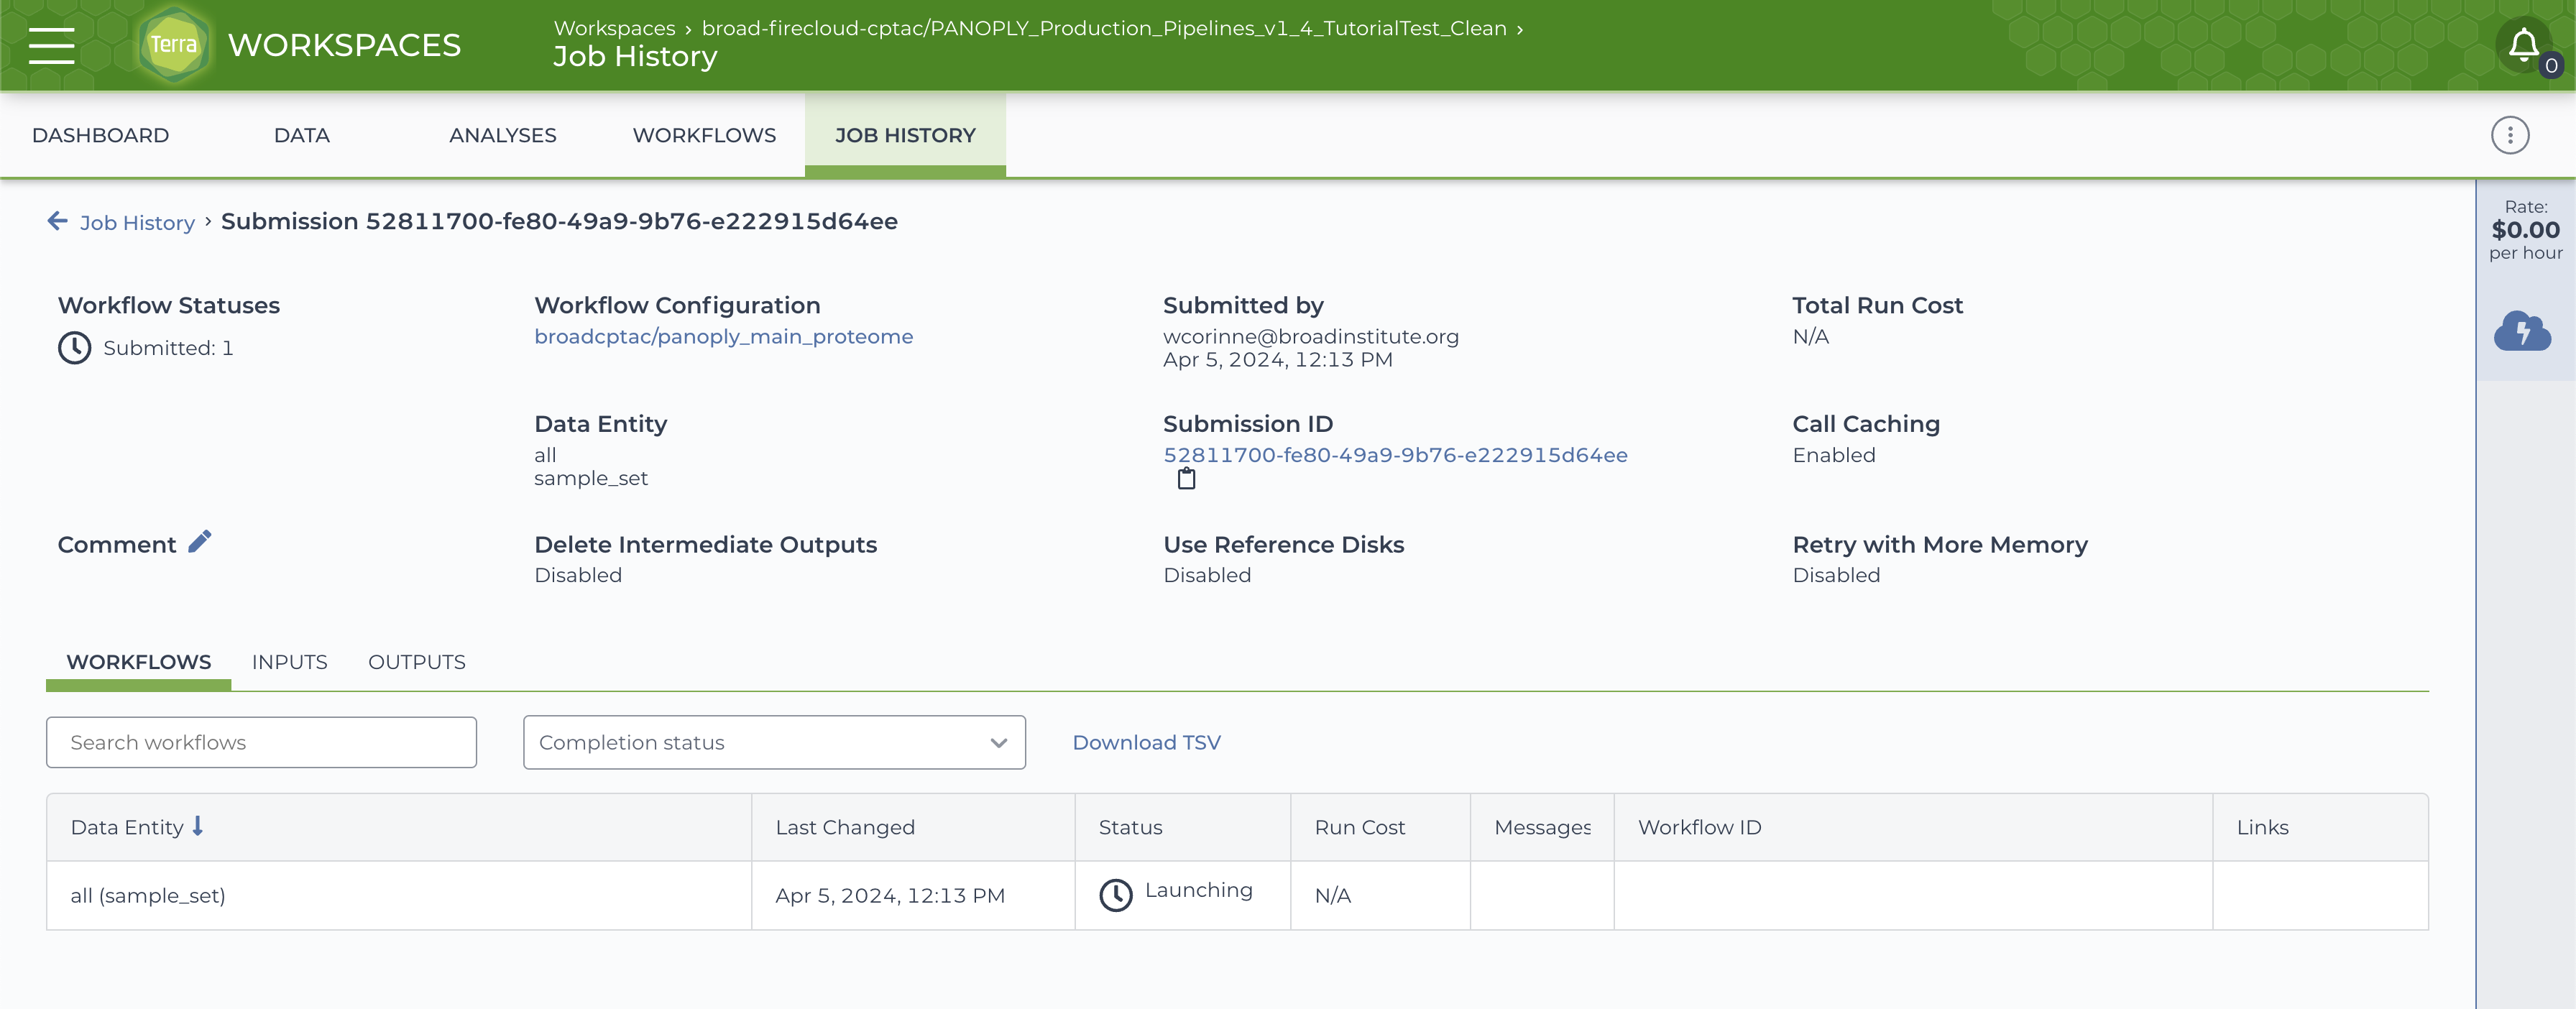 Terra
WORKSPACES
Workspaces › broad-firecloud-cptac/PANOPLY_Production_Pipelines_v1_4_TutorialTest_Clean ›
Job History
0
DASHBOARD
DATA
ANALYSES
WORKFLOWS
JOB HISTORY
Job History › Submission 52811700-fe80-49a9-9b76-e222915d64ee
Rate:
$0.00
per hour
Workflow Statuses
Submitted: 1
Workflow Configuration
broadcptac/panoply_main_proteome
Submitted by
wcorinne@broadinstitute.org
Apr 5, 2024, 12:13 PM
Total Run Cost
N/A
Data Entity
all
sample_set
Submission ID
52811700-fe80-49a9-9b76-e222915d64ee
Call Caching
Enabled
Comment
Delete Intermediate Outputs
Disabled
Use Reference Disks
Disabled
Retry with More Memory
Disabled
WORKFLOWS
INPUTS
OUTPUTS
Search workflows
Completion status
Download TSV
Data Entity
Last Changed
Status
Run Cost
Messages
Workflow ID
Links
all (sample_set)
Apr 5, 2024, 12:13 PM
Launching
N/A